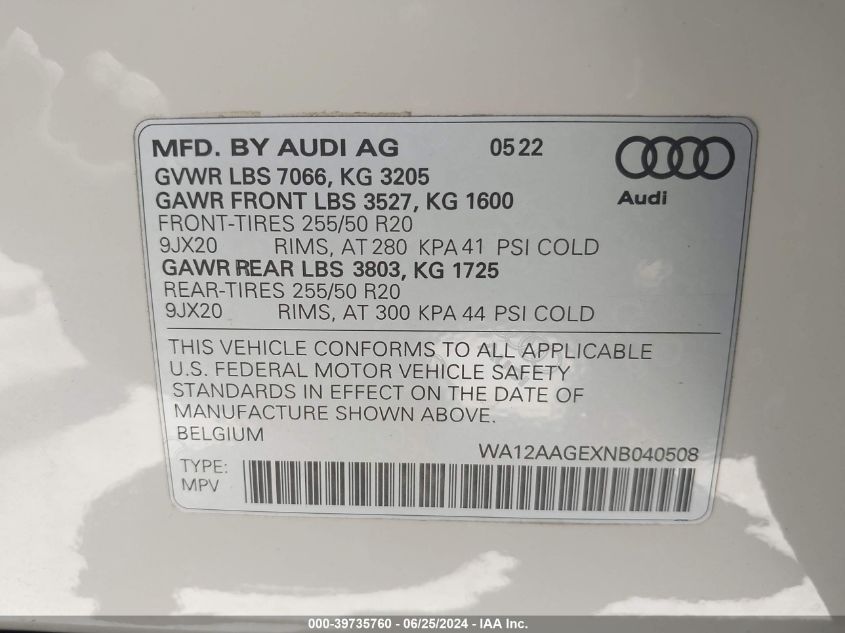 MFD. BY AUDI AG 05 22
GVWR LBS 7066, KG 3205
GAWR FRONT LBS 3527, KG 1600
Audi
FRONT-TIRES 255/50 R20
9JX20 RIMS, AT 280 KPA 41 PSI COLD
GAWR REAR LBS 3803, KG 1725
REAR-TIRES 255/50 R20
9JX20 RIMS, AT 300 KPA 44 PSI COLD
THIS VEHICLE CONFORMS TO ALL APPLICABLE
U.S. FEDERAL MOTOR VEHICLE SAFETY
STANDARDS IN EFFECT ON THE DATE OF
MANUFACTURE SHOWN ABOVE.
BELGIUM
WA12AAGEXNB040508
TYPE:
MPV
000-39735760 - 06/25/2024 - IAA Inc.